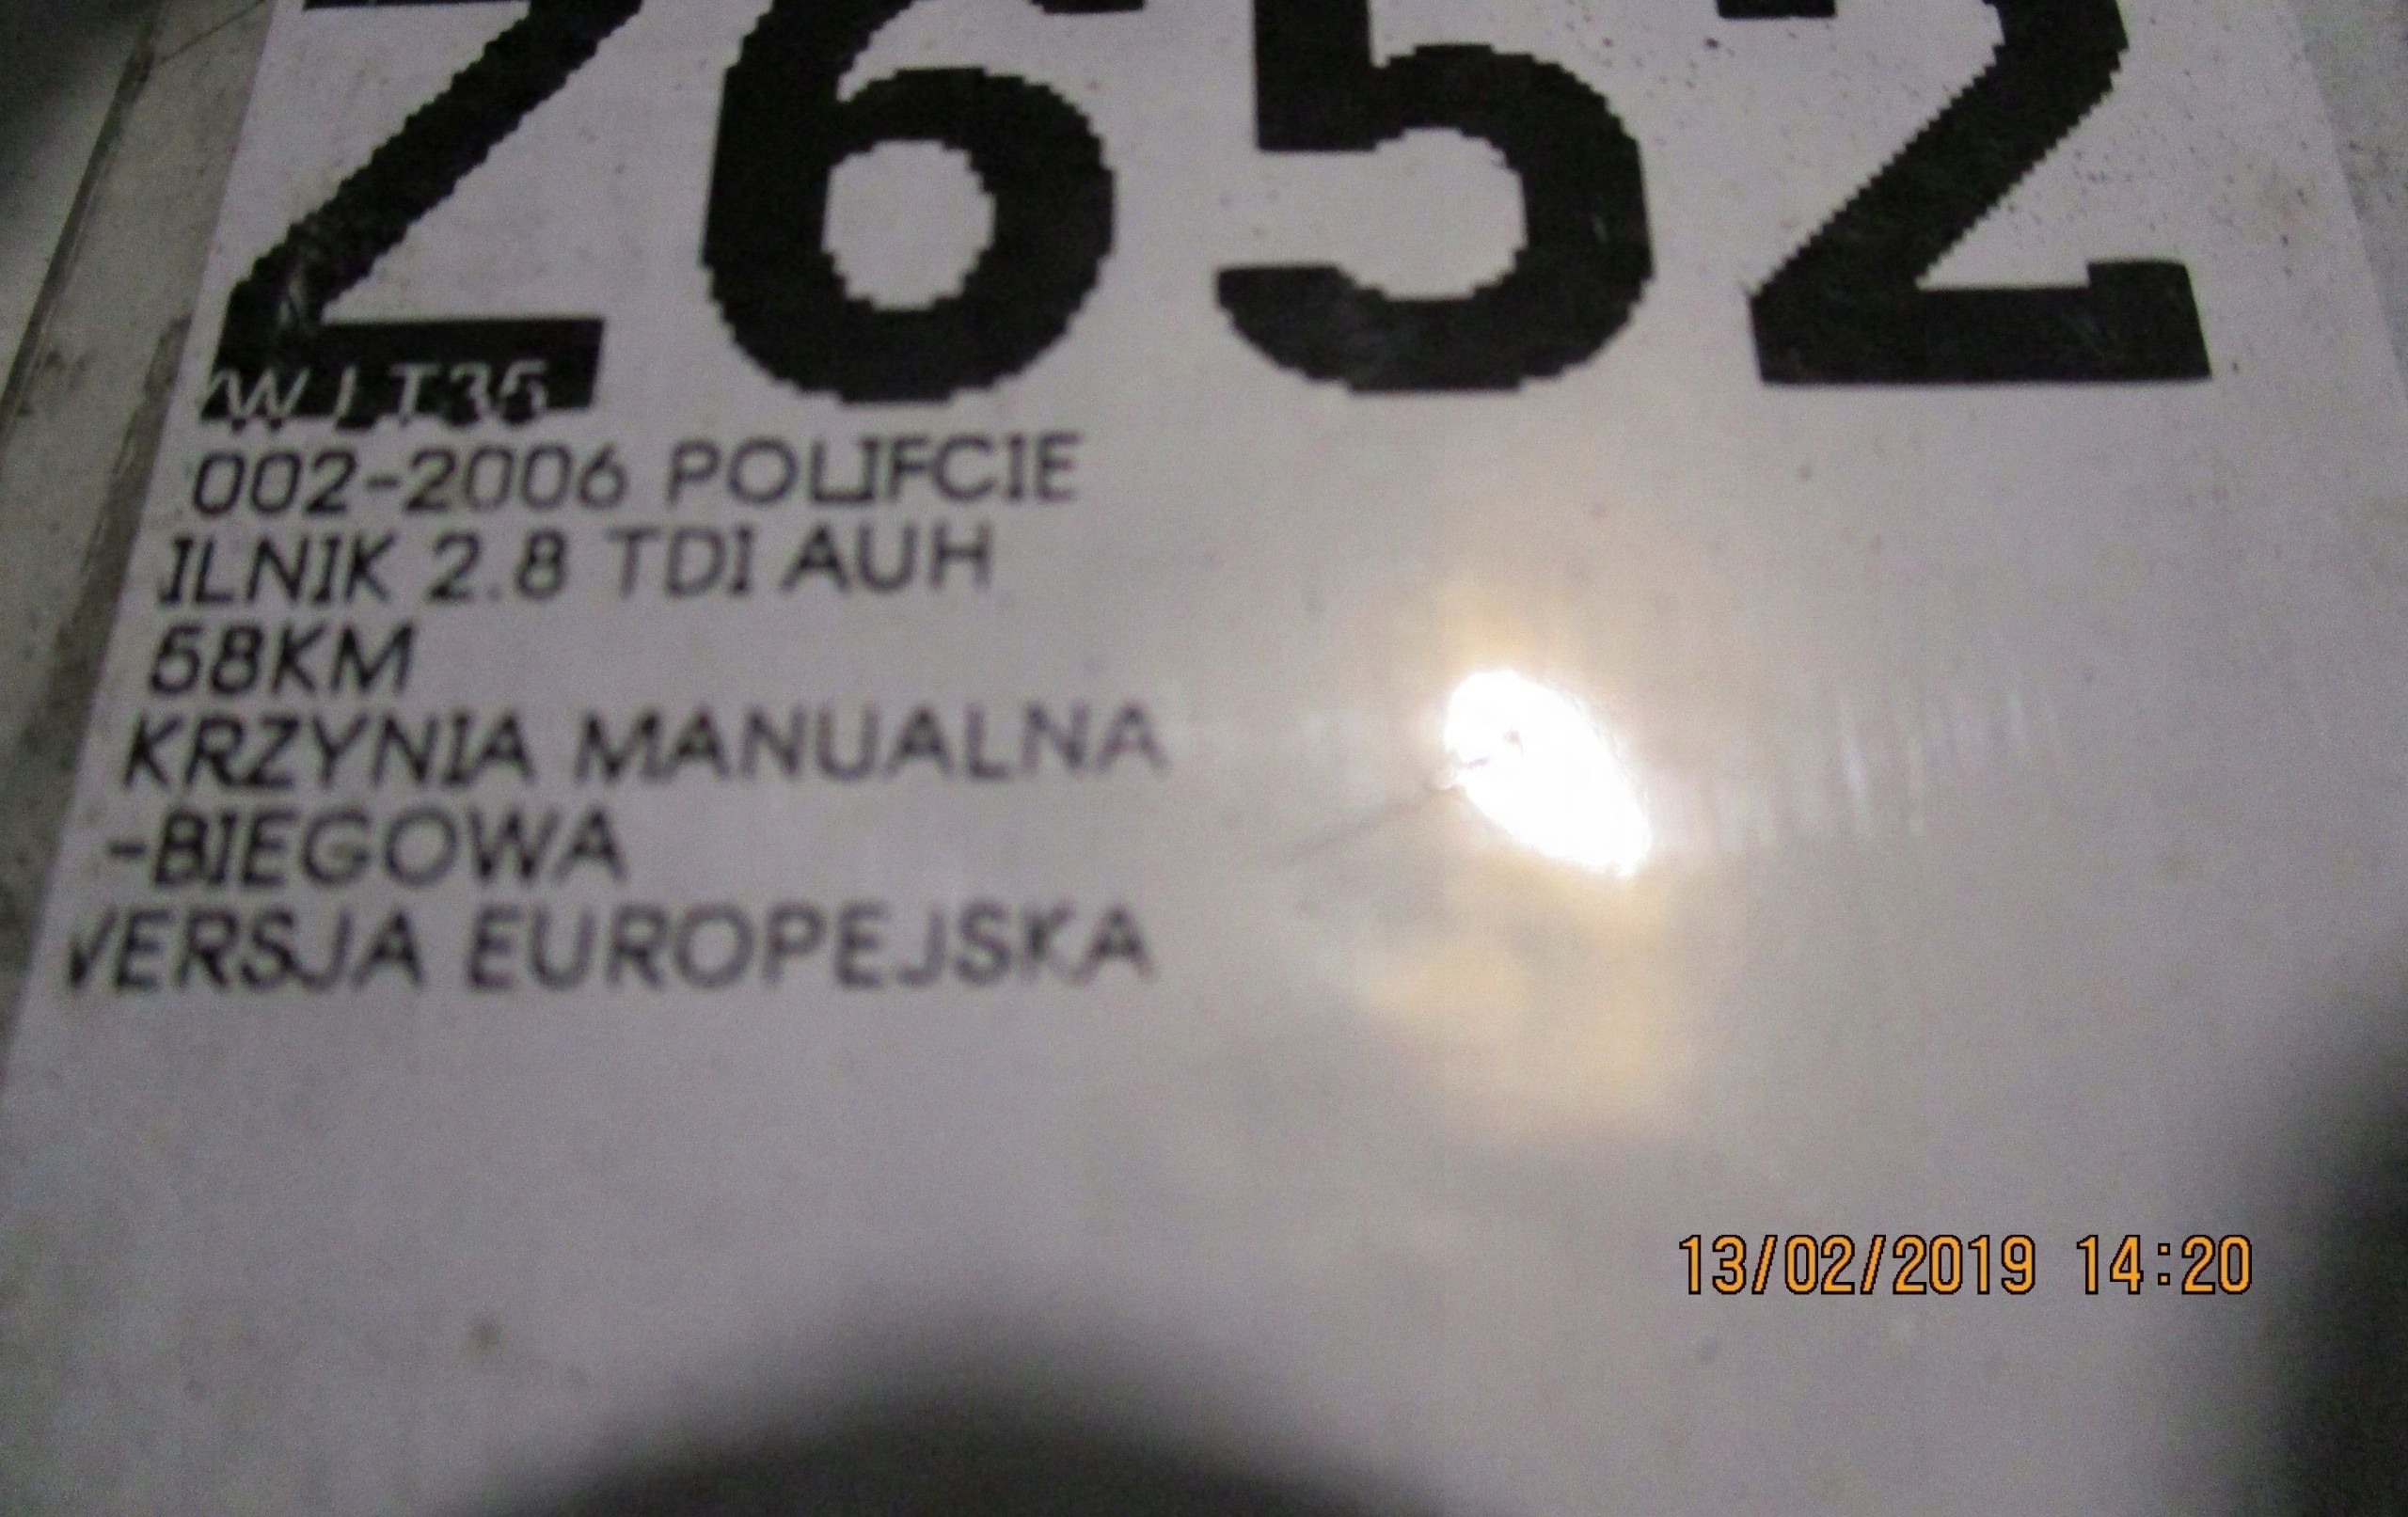 Z652
W LT35
002-2006 POLIFCIE
ILNIK 2.8 TDI AUH
58KM
KRZYNIA MANUALNA
-BIEGOWA
VERSJA EUROPEJSKA
13/02/2019 14:20